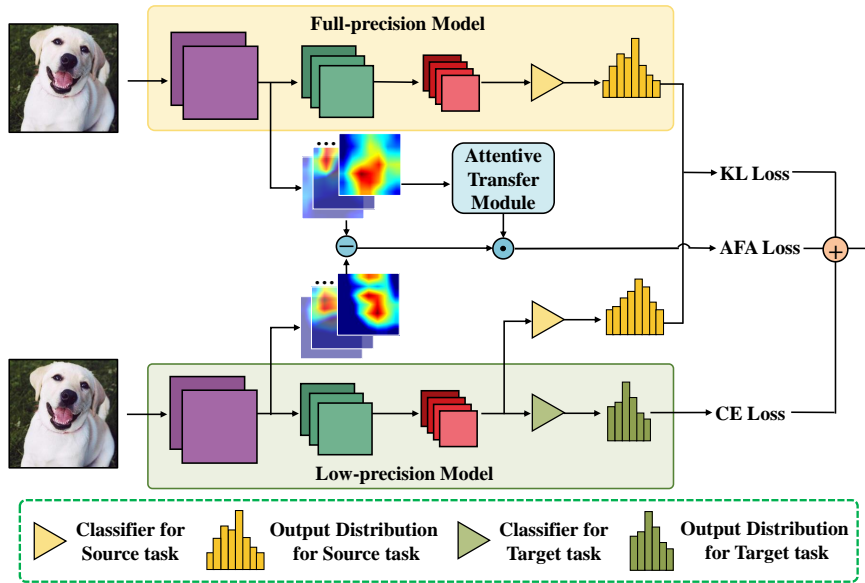 Full-precision Model
Attentive
Transfer
Module
KL Loss
AFA Loss
CE Loss
Low-precision Model
Classifier for
Source task
Output Distribution
for Source task
Classifier for
Target task
Output Distribution
for Target task